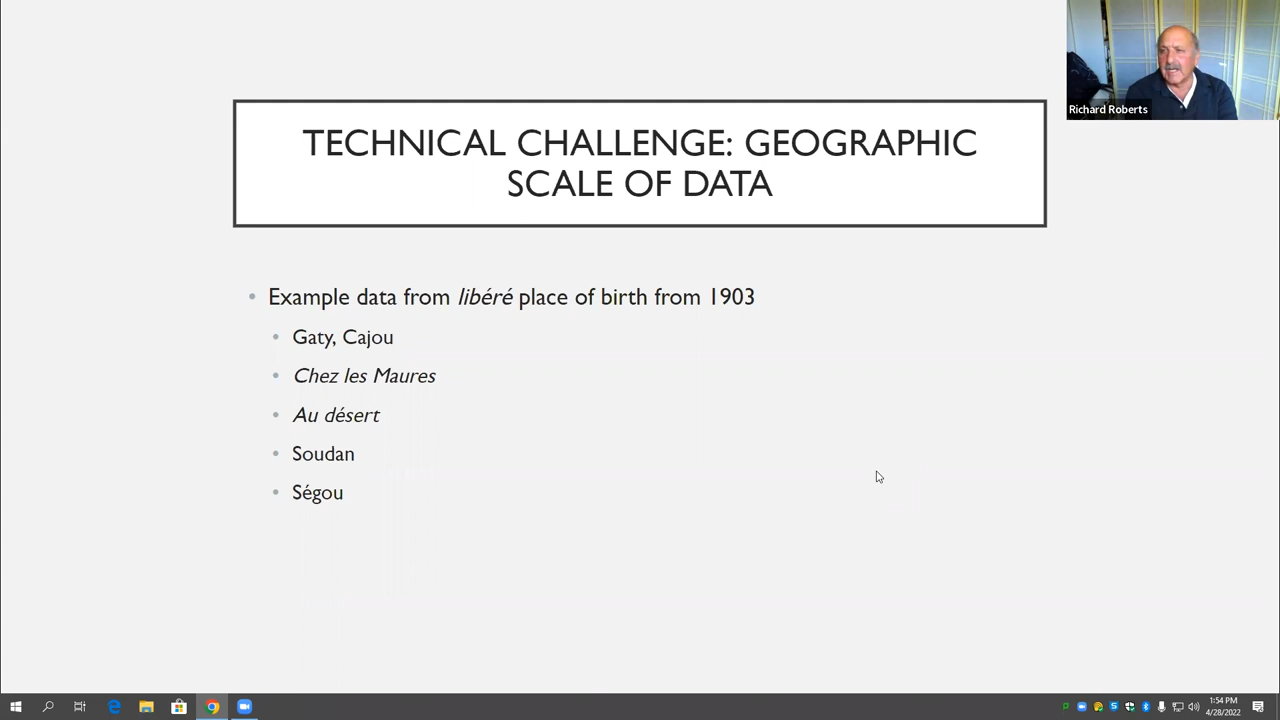 Richard Roberts
TECHNICAL CHALLENGE: GEOGRAPHIC
SCALE OF DATA
Example data from libéré place of birth from 1903
Gaty, Cajou
Chez les Maures
Au désert
Soudan
Ségou
1:54 PM
4/28/2022